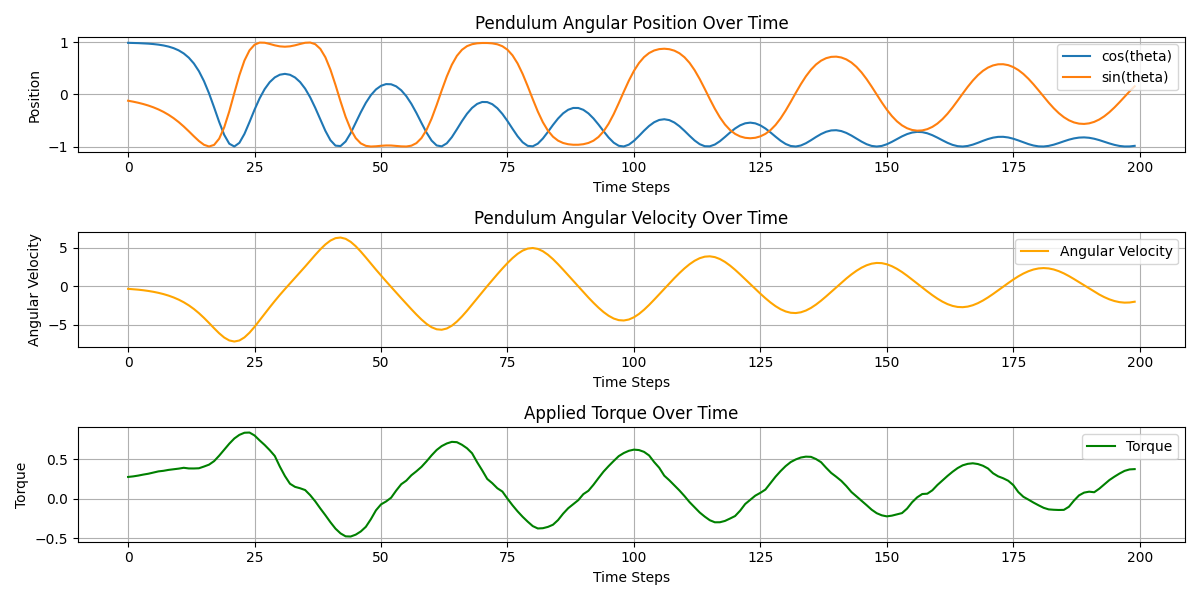 Pendulum Angular Position Over Time
1
0
−1
Position
cos(theta)
sin(theta)
0 25 50 75 100 125 150 175 200
Time Steps
Pendulum Angular Velocity Over Time
5
0
−5
Angular Velocity
Angular Velocity
0 25 50 75 100 125 150 175 200
Time Steps
Applied Torque Over Time
0.5
0.0
−0.5
Torque
Torque
0 25 50 75 100 125 150 175 200
Time Steps